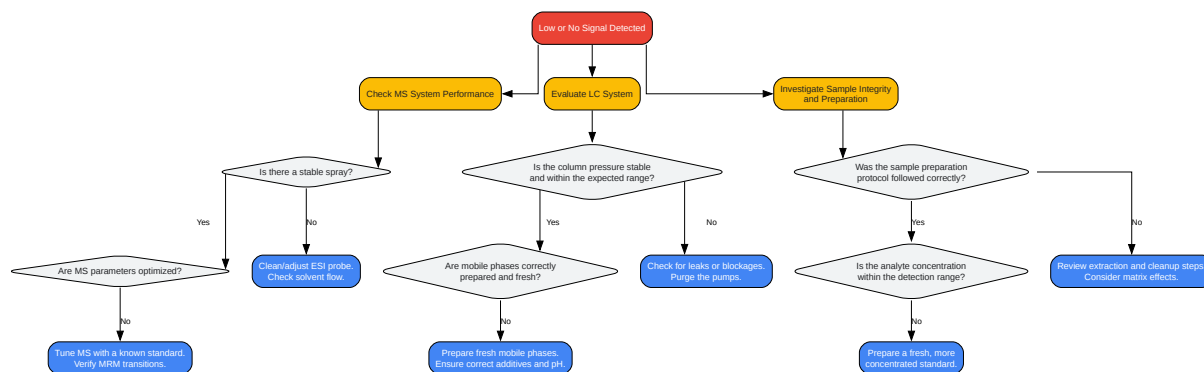 Low or No Signal Detected
Check MS System Performance
Evaluate LC System
Investigate Sample Integrity
and Preparation
Is there a stable spray?
Is the column pressure stable
and within the expected range?
Was the sample preparation
protocol followed correctly?
Yes
No
Yes
No
Yes
No
Are MS parameters optimized?
Clean/adjust ESI probe.
Check solvent flow.
Are mobile phases correctly
prepared and fresh?
Check for leaks or blockages.
Purge the pumps.
Is the analyte concentration
within the detection range?
Review extraction and cleanup steps.
Consider matrix effects.
No
No
No
Tune MS with a known standard.
Verify MRM transitions.
Prepare fresh mobile phases.
Ensure correct additives and pH.
Prepare a fresh, more
concentrated standard.